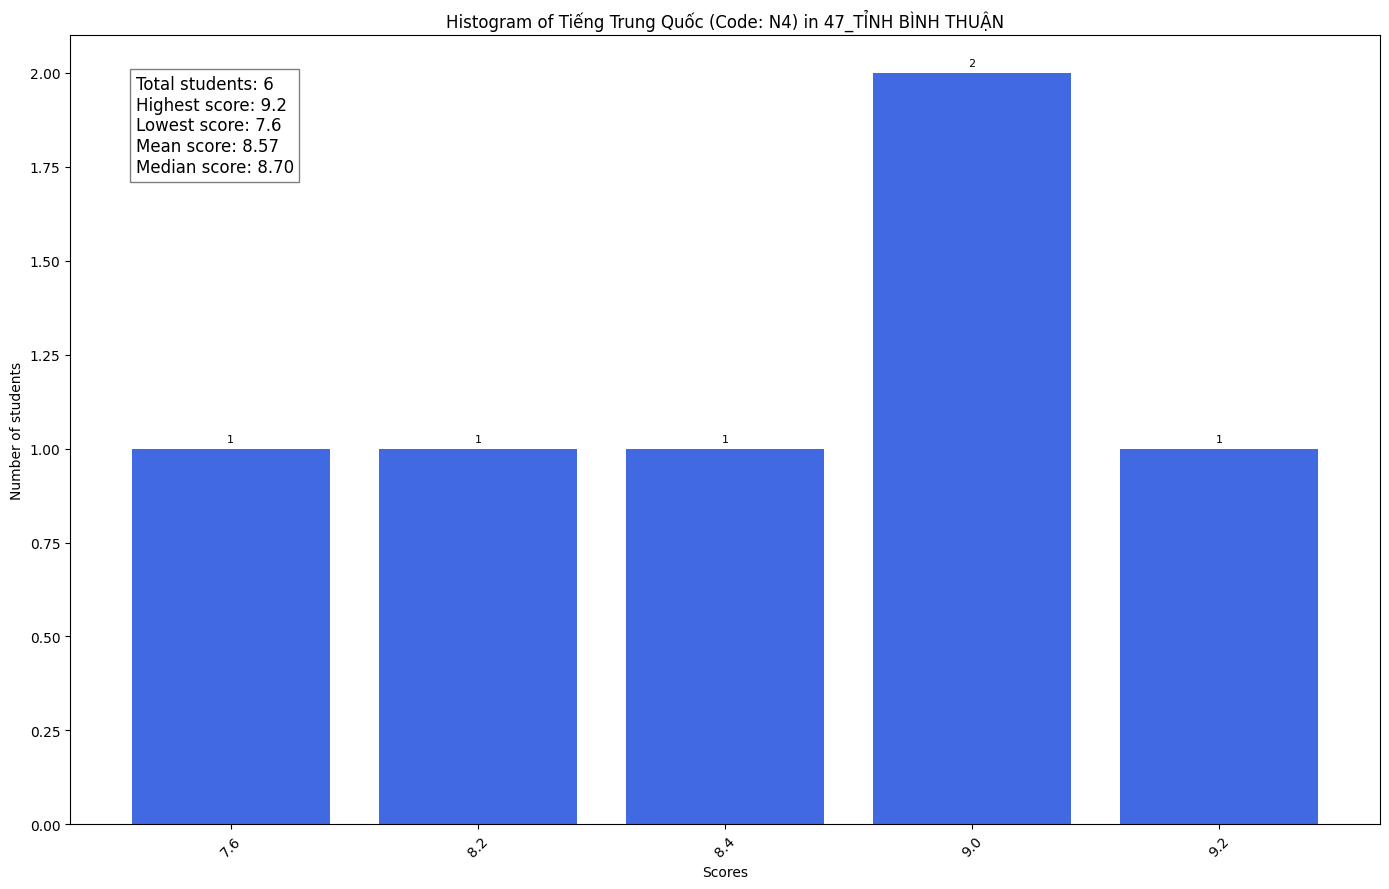 Histogram of Tiếng Trung Quốc (Code: N4) in 47_TỈNH BÌNH THUẬN
Total students: 6
Highest score: 9.2
Lowest score: 7.6
Mean score: 8.57
Median score: 8.70
Number of students
2.00
1.75
1.50
1.25
1.00
0.75
0.50
0.25
0.00
1
1
1
2
1
7.6
8.2
8.4
9.0
9.2
Scores